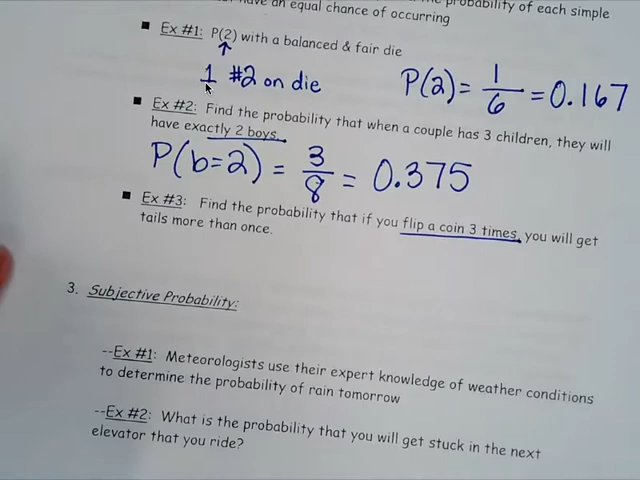 have an equal chance of occurring
the probability of each simple
Ex #1: P(2) with a balanced & fair die
1 #2 on die
P(2) = 1/6 = 0.167
Ex #2: Find the probability that when a couple has 3 children, they will
have exactly 2 boys.
P(b=2) = 3/8 = 0.375
Ex #3: Find the probability that if you flip a coin 3 times, you will get
tails more than once.
3. Subjective Probability:
--Ex #1: Meteorologists use their expert knowledge of weather conditions
to determine the probability of rain tomorrow
--Ex #2: What is the probability that you will get stuck in the next
elevator that you ride?